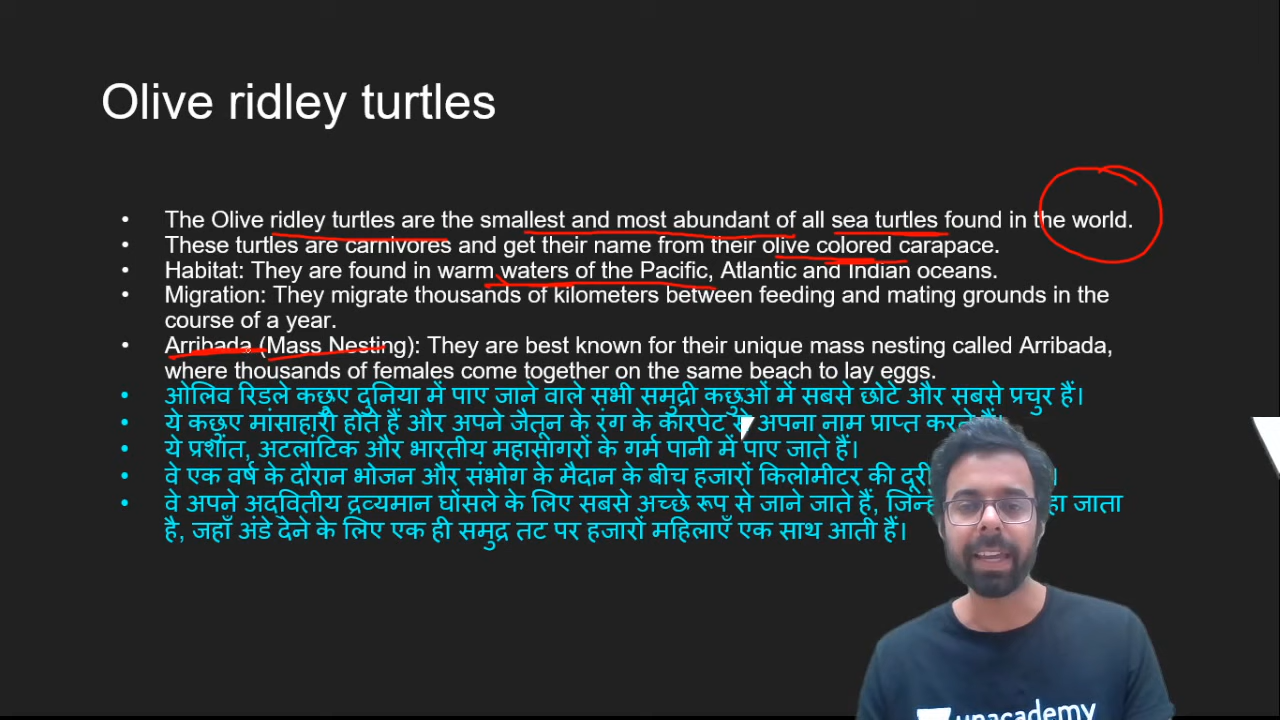 Olive ridley turtles
• The Olive ridley turtles are the smallest and most abundant of all sea turtles found in the world.
• These turtles are carnivores and get their name from their olive colored carapace.
• Habitat: They are found in warm waters of the Pacific, Atlantic and Indian oceans.
• Migration: They migrate thousands of kilometers between feeding and mating grounds in the
course of a year.
• Arribada (Mass Nesting): They are best known for their unique mass nesting called Arribada,
where thousands of females come together on the same beach to lay eggs.
• ओलिव रिडले कछुए दुनिया में पाए जाने वाले सभी समुद्री कछुओं में सबसे छोटे और सबसे प्रचुर हैं।
• ये कछुए मांसाहारी होते हैं और अपने जैतून के रंग के कारपेट से अपना नाम प्राप्त करते हैं।
• ये प्रशांत, अटलांटिक और भारतीय महासागरों के गर्म पानी में पाए जाते हैं।
• वे एक वर्ष के दौरान भोजन और संभोग के मैदान के बीच हजारों किलोमीटर की दूरी
• वे अपने अद्वितीय द्रव्यमान घोंसले के लिए सबसे अच्छे रूप से जाने जाते हैं, जाता
है, जहाँ अंडे देने के लिए एक ही समुद्र तट पर हजारों महिलाएँ एक साथ आती हैं।
unacademy